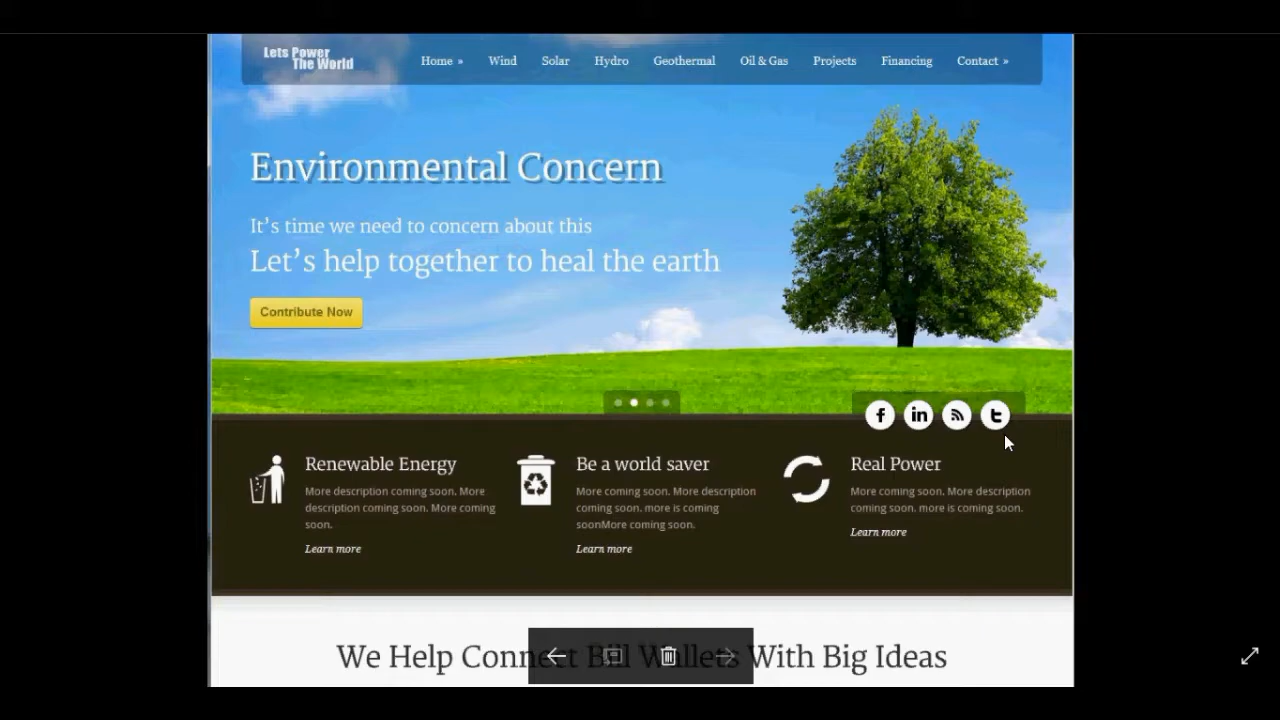 Lets Power
The World
Home » Wind Solar Hydro Geothermal Oil & Gas Projects Financing Contact »
Environmental Concern
It's time we need to concern about this
Let's help together to heal the earth
Contribute Now
Renewable Energy
More description coming soon. More
description coming soon. More coming
soon.
Learn more
Be a world saver
More coming soon. More description
coming soon. more is coming
soonMore coming soon.
Learn more
Real Power
More coming soon. More description
coming soon. more is coming soon.
Learn more
We Help Connect Bill Wallets With Big Ideas